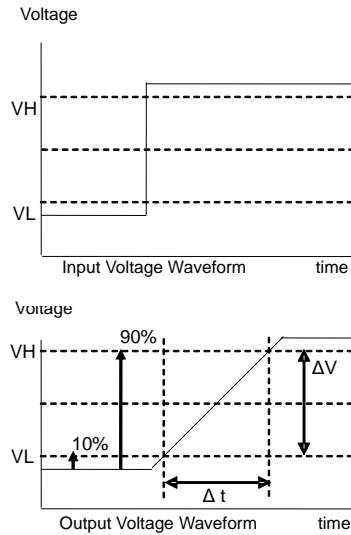 Voltage
VH
VL
Input Voltage Waveform time
Voltage
90%
VH
ΔV
10%
VL
Δ t
Output Voltage Waveform time